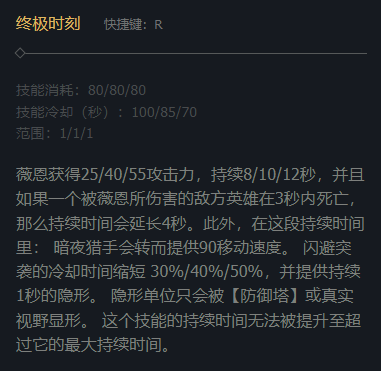 终极时刻 快捷键：R
技能消耗：80/80/80
技能冷却（秒）：100/85/70
范围：1/1/1
薇恩获得25/40/55攻击力，持续8/10/12秒，并且
如果一个被薇恩所伤害的敌方英雄在3秒内死亡，
那么持续时间会延长4秒。此外，在这段持续时间
里： 暗夜猎手会转而提供90移动速度。 闪避突
袭的冷却时间缩短 30%/40%/50%，并提供持续
1秒的隐形。 隐形单位只会被【防御塔】或真实
视野显形。 这个技能的持续时间无法被提升至超
过它的最大持续时间。